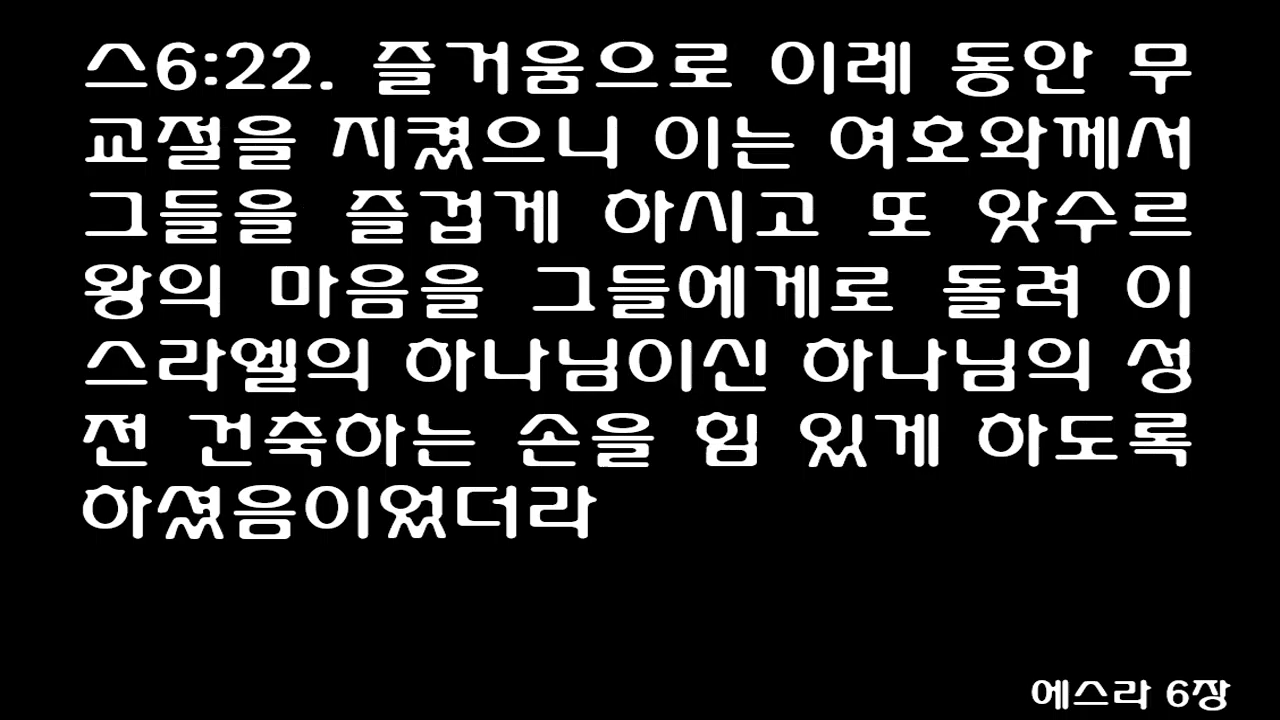 스6:22. 즐거움으로 이레 동안 무
교절을 지켰으니 이는 여호와께서
그들을 즐겁게 하시고 또 앗수르
왕의 마음을 그들에게로 돌려 이
스라엘의 하나님이신 하나님의 성
전 건축하는 손을 힘 있게 하도록
하셨음이었더라
에스라 6장